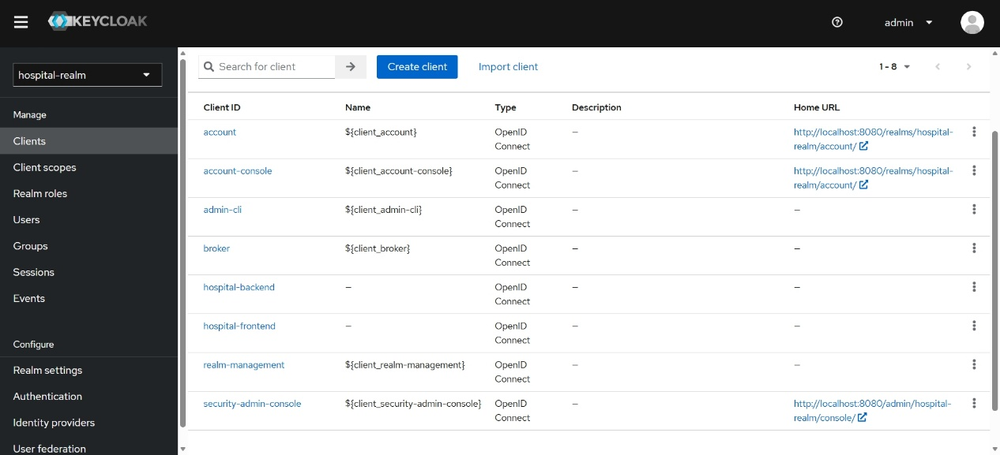 KEYCLOAK
admin
hospital-realm
Manage
Clients
Client scopes
Realm roles
Users
Groups
Sessions
Events
Configure
Realm settings
Authentication
Identity providers
User federation
Search for client
Create client
Import client
1 - 8
Client ID Name Type Description Home URL
account ${client_account} OpenID – http://localhost:8080/realms/hospital-
Connect realm/account/
account-console ${client_account-console} OpenID – http://localhost:8080/realms/hospital-
Connect realm/account/
admin-cli ${client_admin-cli} OpenID – –
Connect
broker ${client_broker} OpenID – –
Connect
hospital-backend – OpenID – –
Connect
hospital-frontend – OpenID – –
Connect
realm-management ${client_realm-management} OpenID – –
Connect
security-admin-console ${client_security-admin-console} OpenID – http://localhost:8080/admin/hospital-
Connect realm/console/